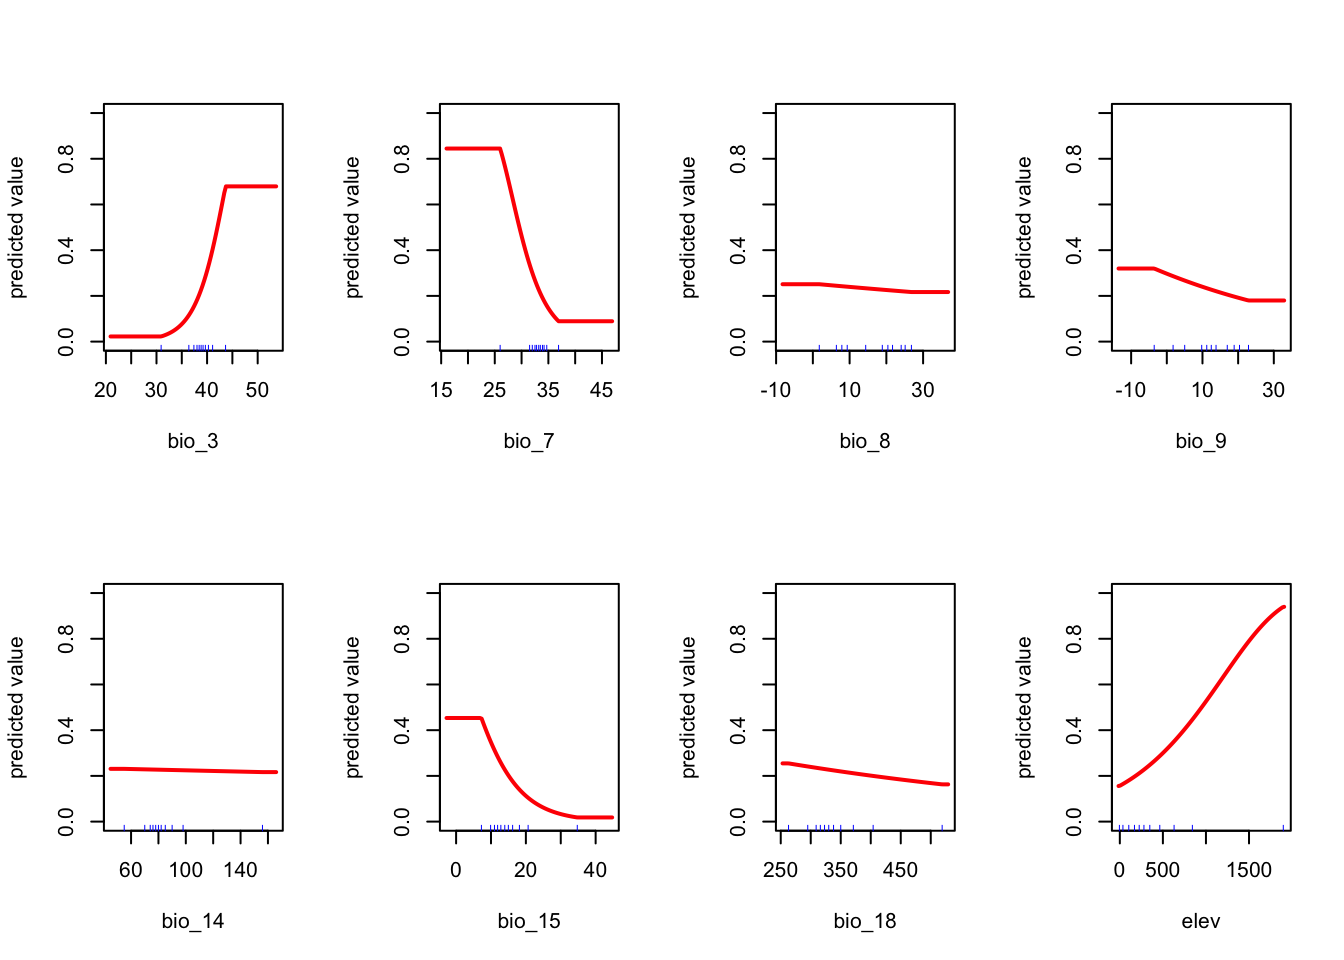 predicted value
0.0 0.4 0.8
20 30 40 50
bio_3
predicted value
0.0 0.4 0.8
15 25 35 45
bio_7
predicted value
0.0 0.4 0.8
-10 10 30
bio_8
predicted value
0.0 0.4 0.8
-10 10 30
bio_9
predicted value
0.0 0.4 0.8
60 100 140
bio_14
predicted value
0.0 0.4 0.8
0 20 40
bio_15
predicted value
0.0 0.4 0.8
250 350 450
bio_18
predicted value
0.0 0.4 0.8
0 500 1500
elev